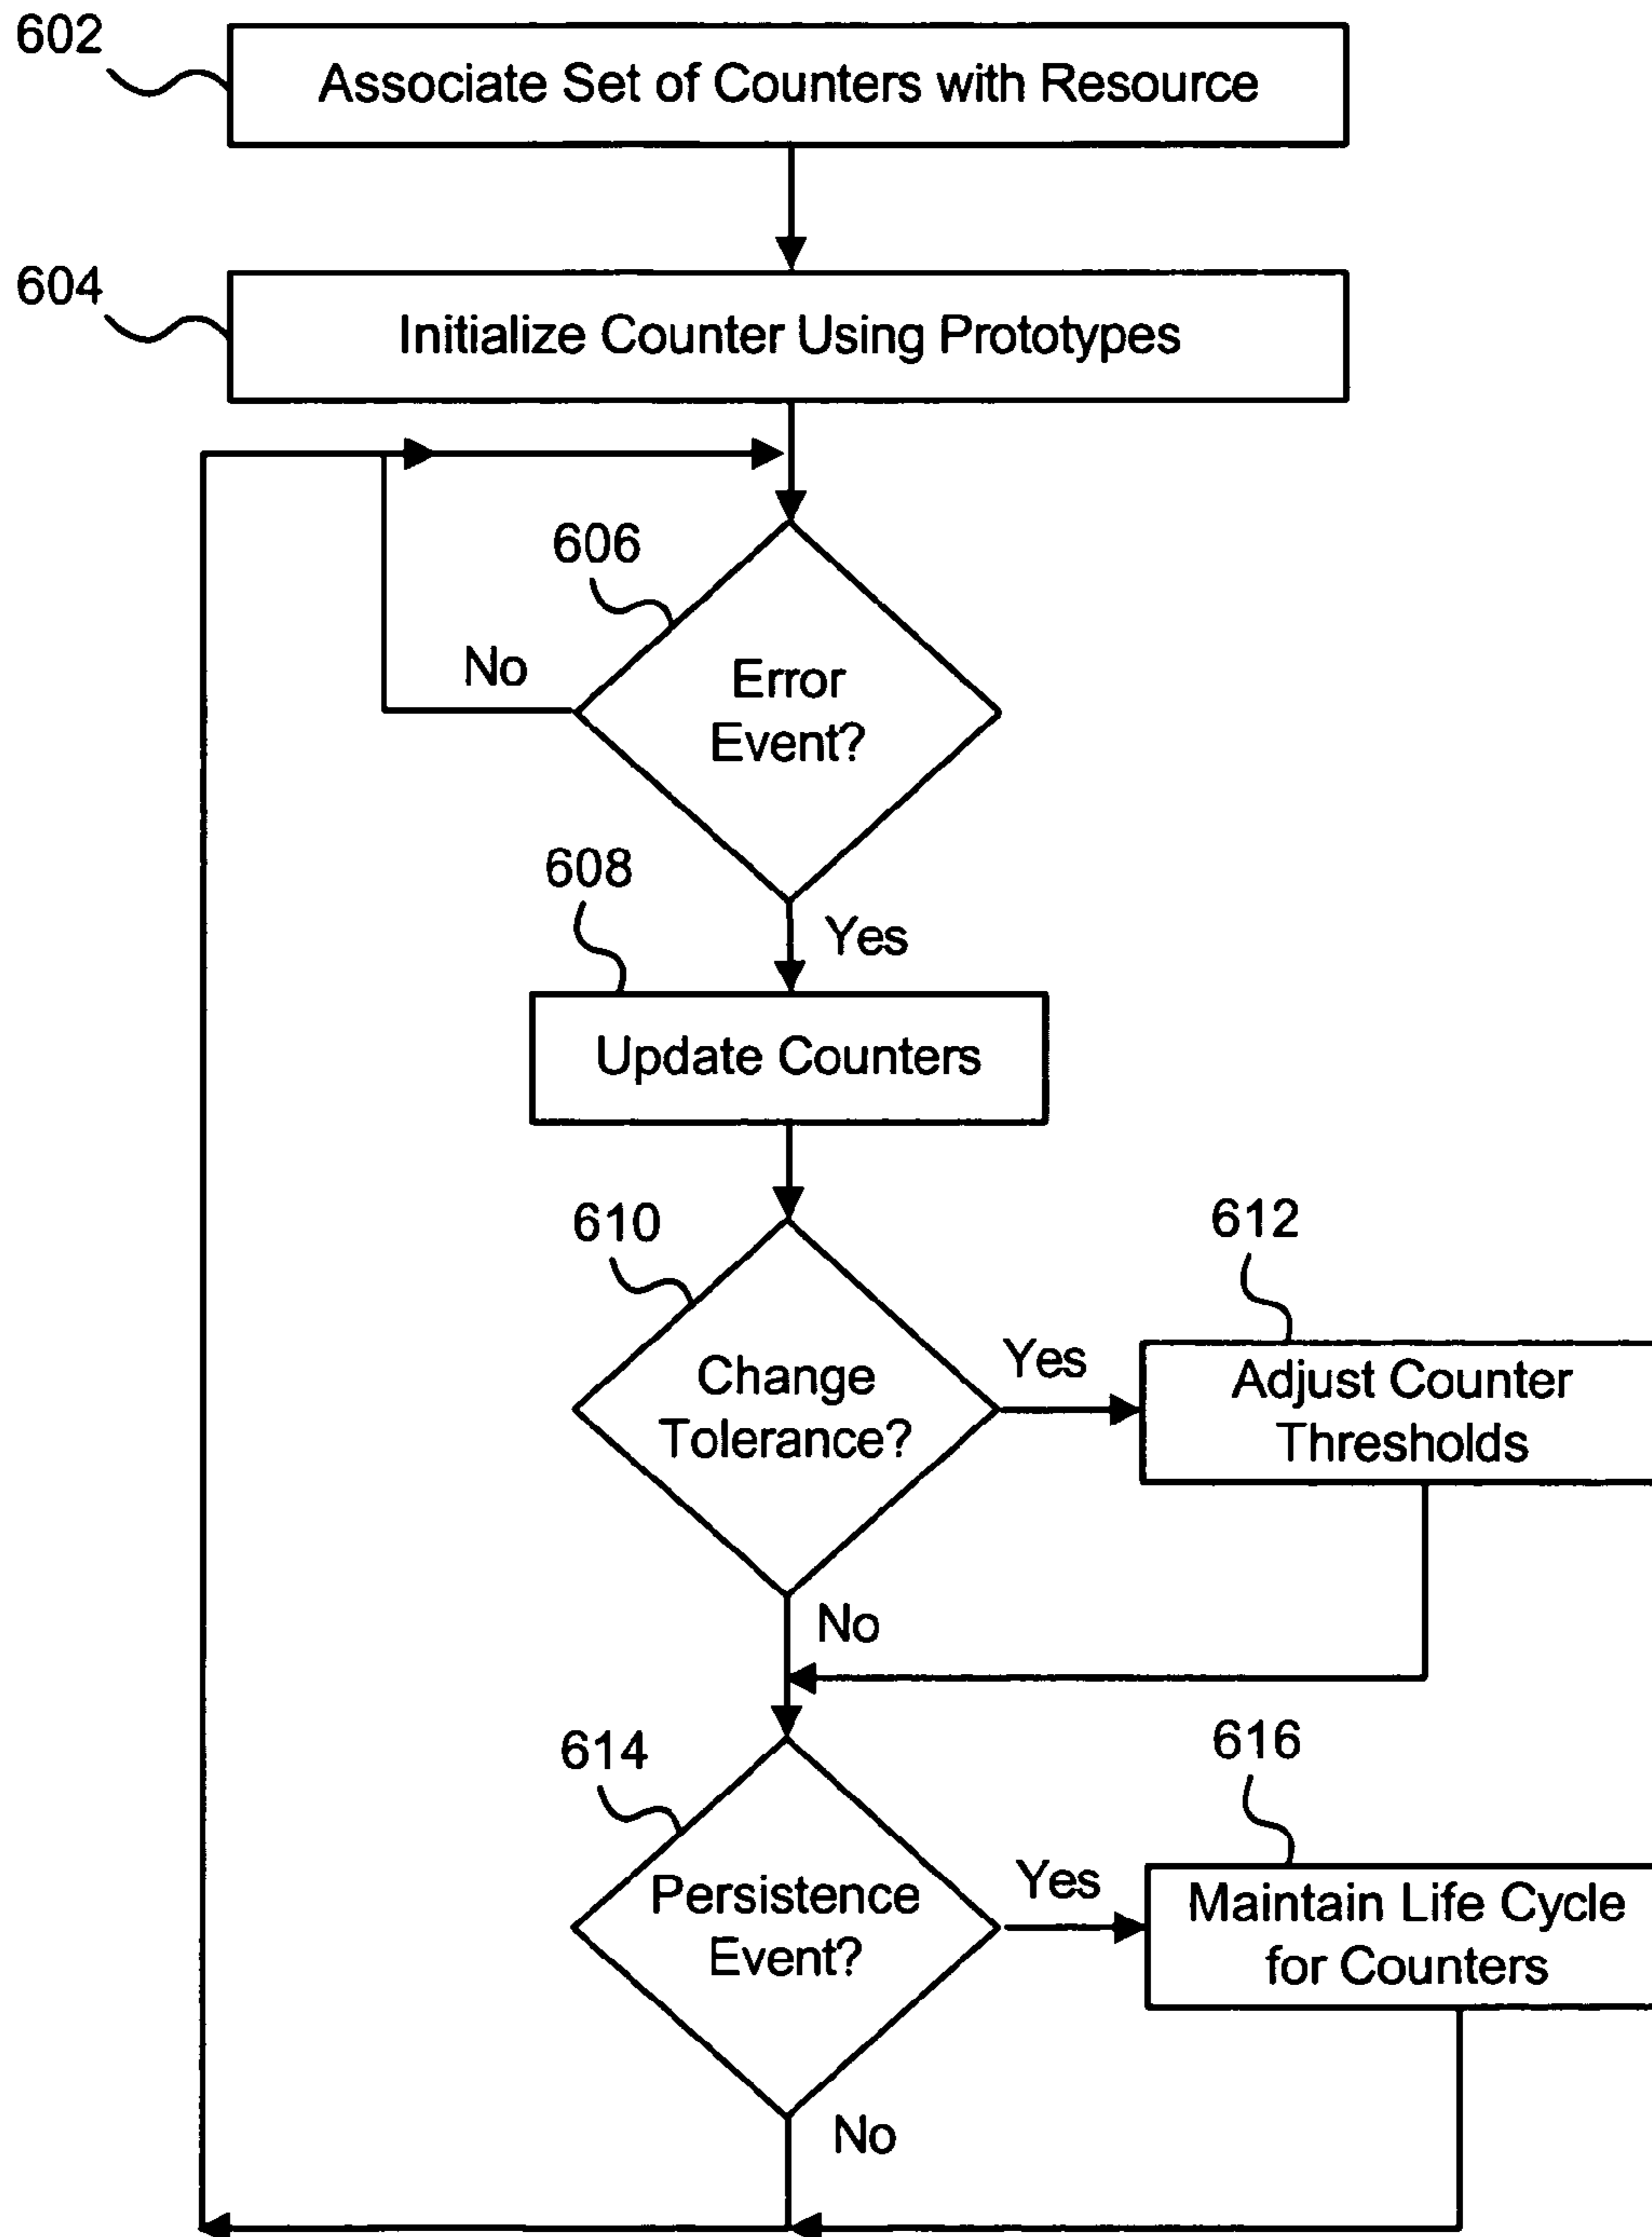 602
Associate Set of Counters with Resource
604
Initialize Counter Using Prototypes
606
No
Error
Event?
608
Yes
Update Counters
610
612
Change
Tolerance?
Yes
Adjust Counter
Thresholds
No
614
616
Persistence
Event?
Yes
Maintain Life Cycle
for Counters
No